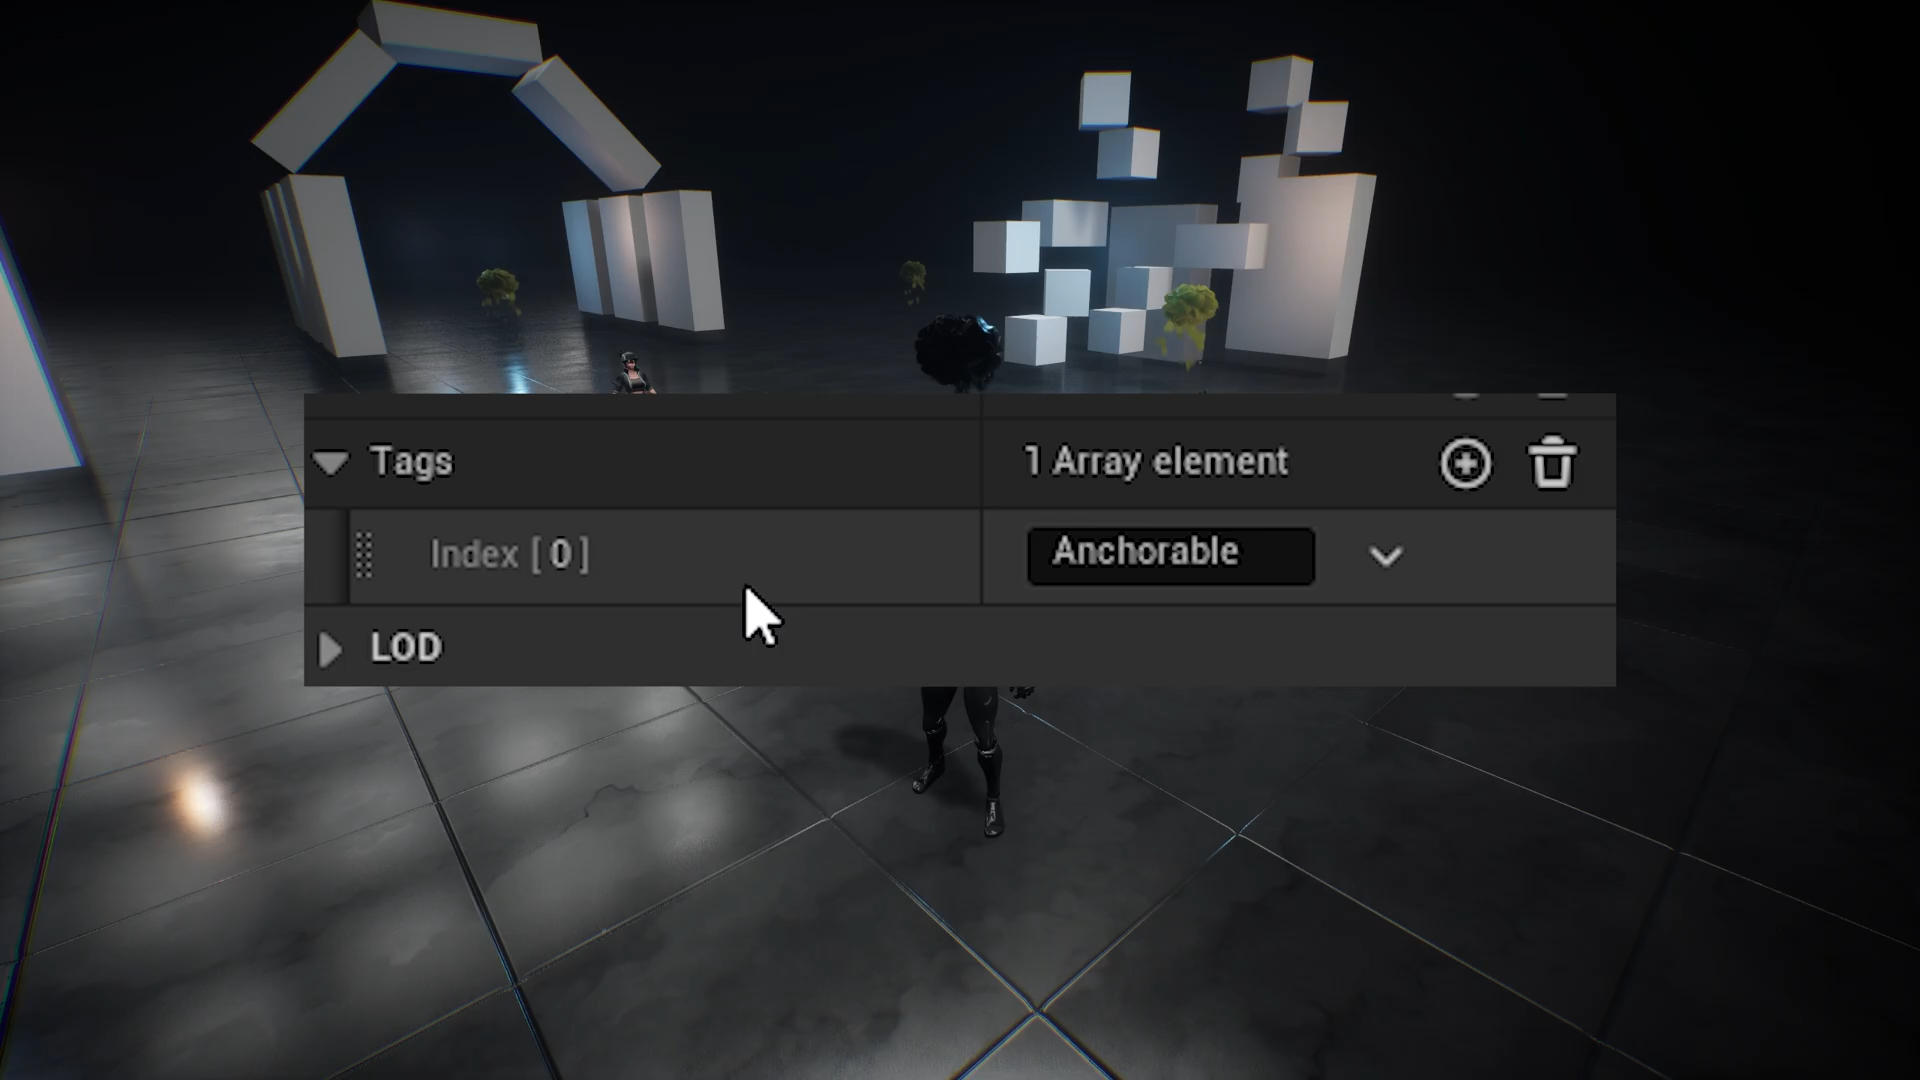 Tags
1 Array element
Index [ 0 ]
Anchorable
LOD